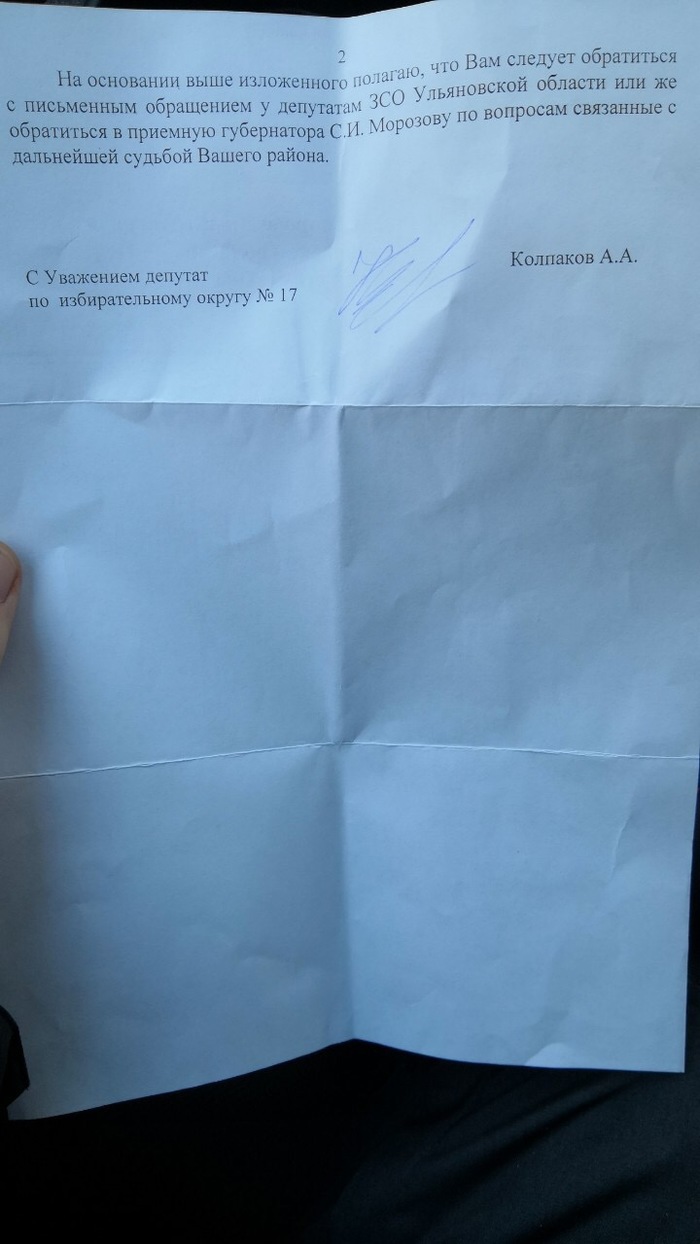 2
На основании выше изложенного полагаю, что Вам следует обратиться
с письменным обращением у депутатам ЗСО Ульяновской области или же
обратиться в приемную губернатора С.И. Морозову по вопросам связанные с
дальнейшей судьбой Вашего района.
С Уважением депутат
по избирательному округу № 17
Колпаков А.А.